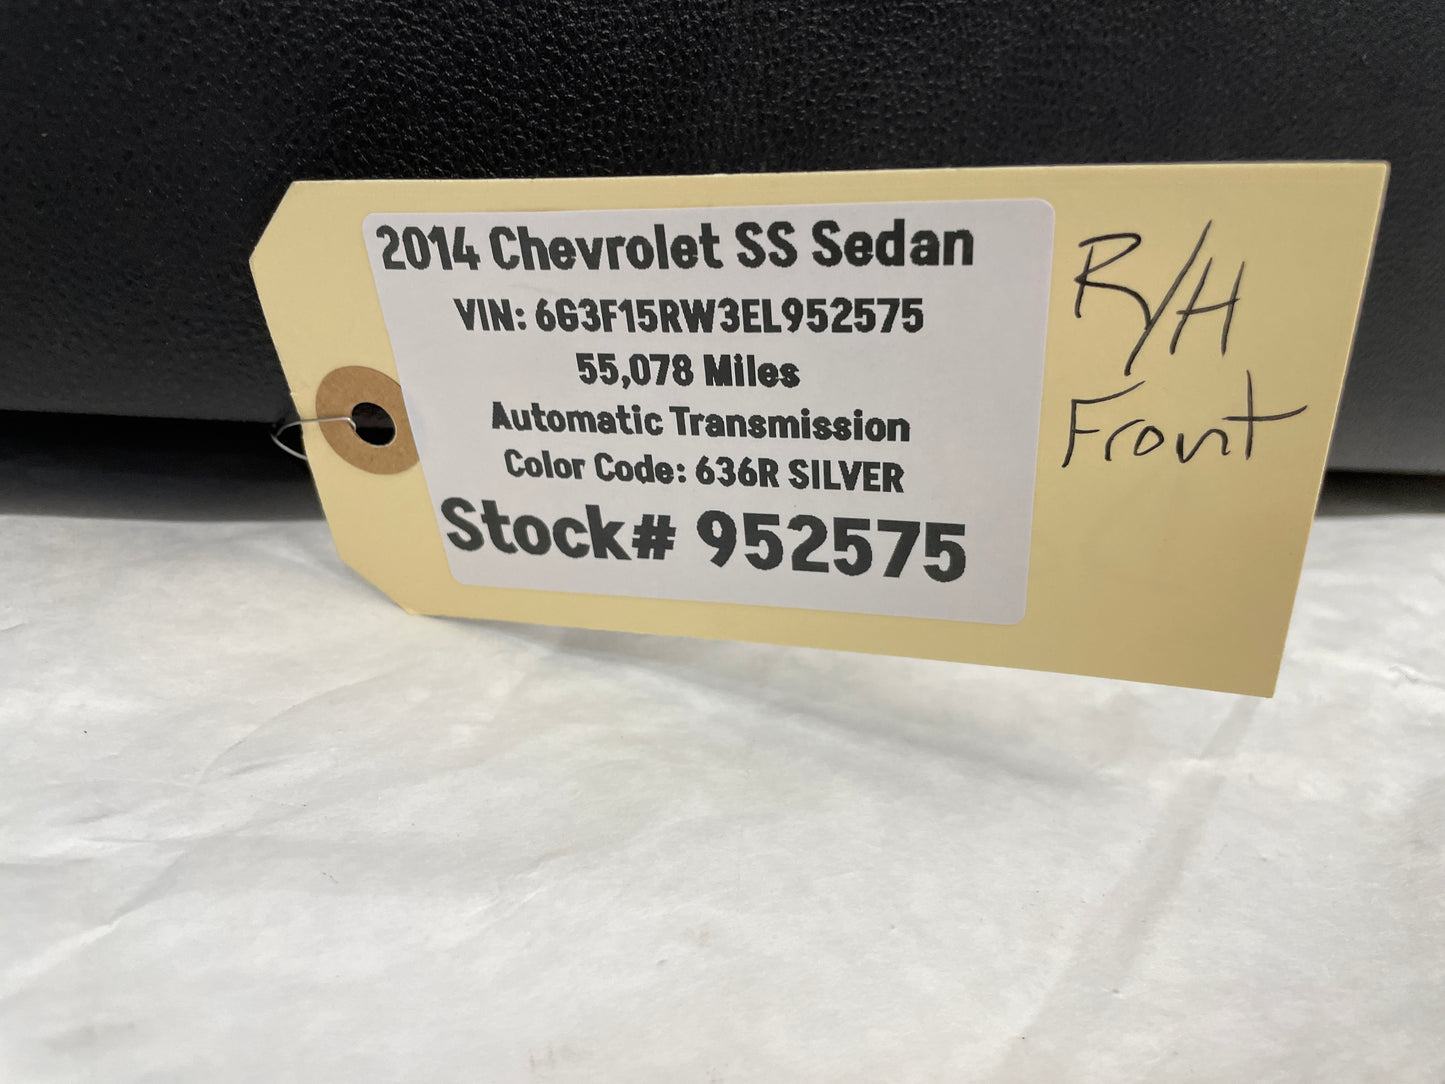 2014 Chevrolet SS Sedan
VIN: 6G3F15RW3EL952575
55,078 Miles
Automatic Transmission
Color Code: 636R SILVER
Stock# 952575
R/H
Front